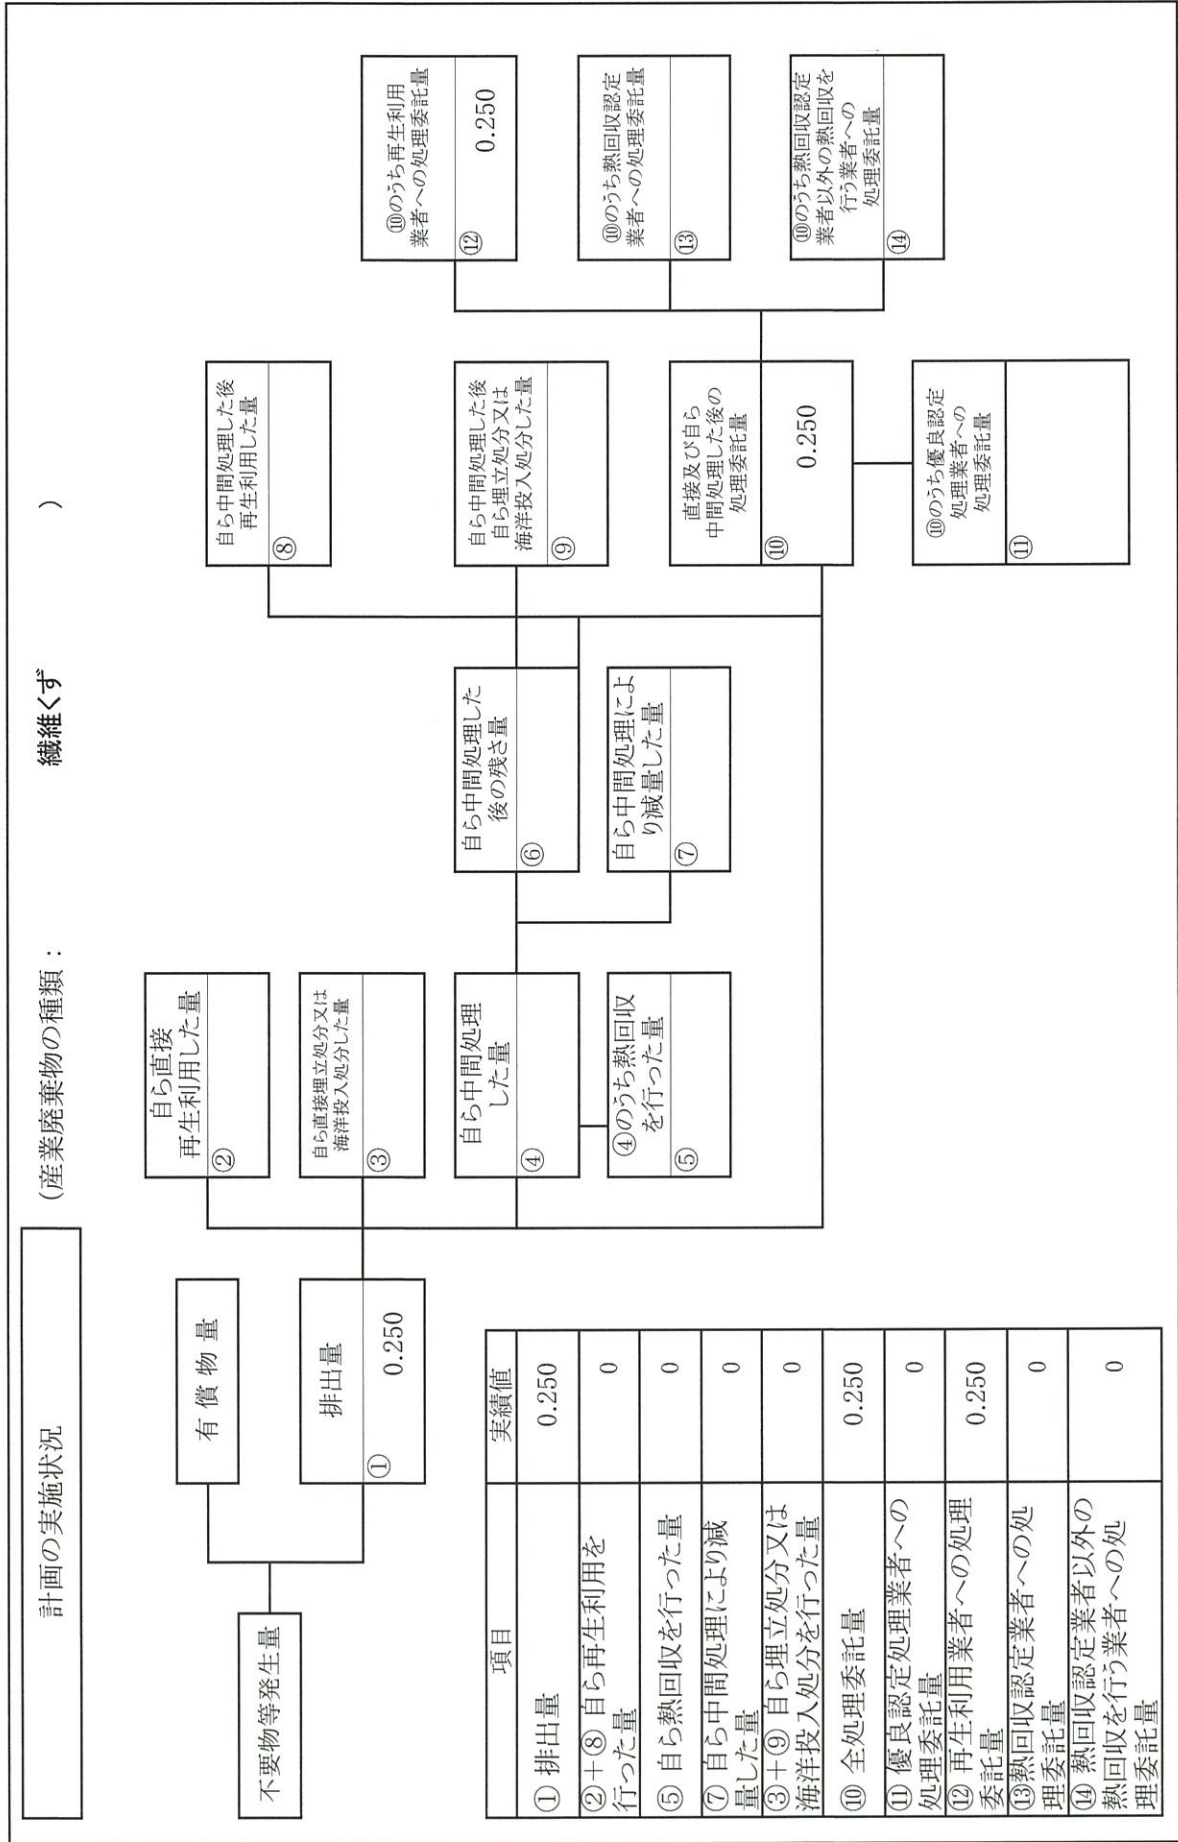 計画の実施状況
(産業廃棄物の種類：　繊維くず　)
不要物等発生量
有償物量
排出量
①
0.250
自ら直接
再生利用した量
②
自ら直接埋立処分又は
海洋投入処分した量
③
自ら中間処理
した量
④
④のうち熱回収
を行った量
⑤
自ら中間処理した
後の残さ量
⑥
自ら中間処理によ
り減量した量
⑦
自ら中間処理した後
再生利用した量
⑧
自ら中間処理した後
自ら埋立処分又は
海洋投入処分した量
⑨
直接及び自ら
中間処理した後の
処理委託量
⑩
0.250
⑩のうち優良認定
処理業者への
処理委託量
⑪
⑩のうち再生利用
業者への処理委託量
⑫
0.250
⑩のうち熱回収認定
業者への処理委託量
⑬
⑩のうち熱回収認定
業者以外の熱回収を
行う業者への
処理委託量
⑭
項目 実績値
①排出量 0.250
②＋⑧ 自ら再生利用を
行った量 0
⑤ 自ら熱回収を行った量 0
⑦ 自ら中間処理により減
量した量 0
③＋⑨ 自ら埋立処分又は
海洋投入処分を行った量 0
⑩ 全処理委託量 0.250
⑪ 優良認定処理業者への
処理委託量 0
⑫ 再生利用業者への処理
委託量 0.250
⑬熱回収認定業者への処
理委託量 0
⑭ 熱回収認定業者以外の
熱回収を行う業者への処
理委託量 0